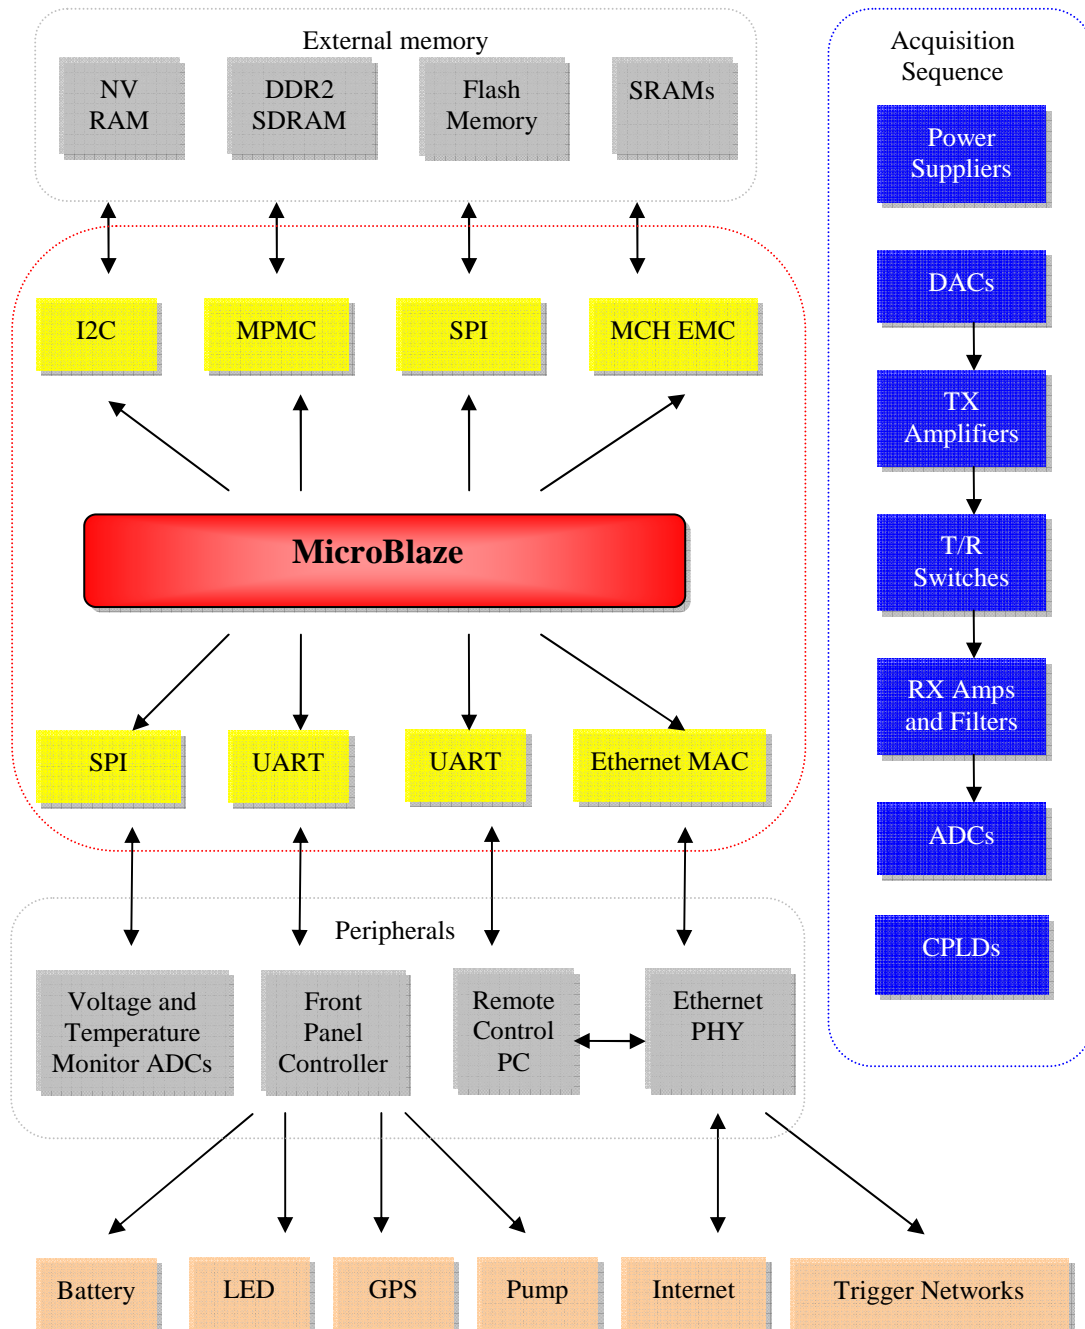 External memory
NV
RAM
DDR2
SDRAM
Flash
Memory
SRAMs
I2C
MPMC
SPI
MCH EMC
MicroBlaze
SPI
UART
UART
Ethernet MAC
Peripherals
Voltage and
Temperature
Monitor ADCs
Front
Panel
Controller
Remote
Control
PC
Ethernet
PHY
Battery
LED
GPS
Pump
Internet
Trigger Networks
Acquisition
Sequence
Power
Suppliers
DACs
TX
Amplifiers
T/R
Switches
RX Amps
and Filters
ADCs
CPLDs